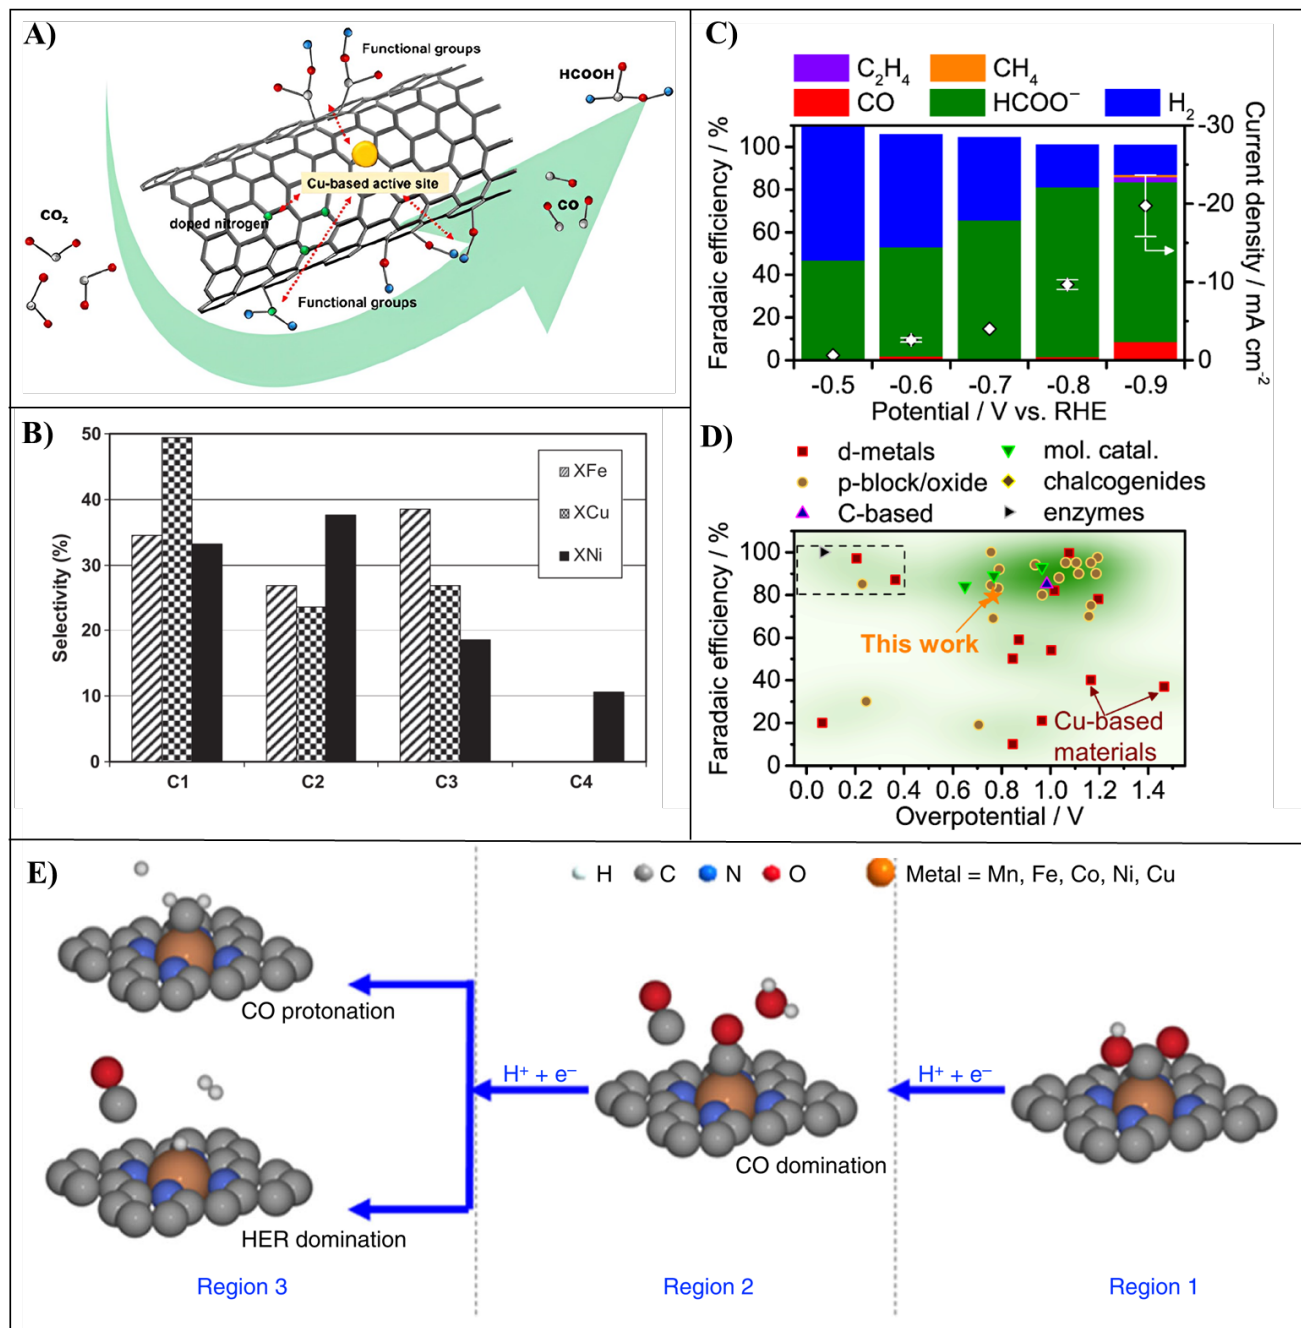 A)
Functional groups
HCOOH
Cu-based active site
CO₂
doped nitrogen
CO
Functional groups
B)
50
40
30
20
10
0
Selectivity (%)
XFe
XCu
XNi
C1
C2
C3
C4
C)
C₂H₄
CH₄
CO
HCOO⁻
H₂
Faradaic efficiency / %
100
80
60
40
20
0
-30
-20
-10
0
Current density / mA cm⁻²
-0.5
-0.6
-0.7
-0.8
-0.9
Potential / V vs. RHE
D)
d-metals
mol. catal.
p-block/oxide
chalcogenides
C-based
enzymes
Faradaic efficiency / %
100
80
60
40
20
0
This work
Cu-based
materials
0.0
0.2
0.4
0.6
0.8
1.0
1.2
1.4
Overpotential / V
E)
H
C
N
O
Metal = Mn, Fe, Co, Ni, Cu
CO protonation
H⁺ + e⁻
H⁺ + e⁻
CO domination
HER domination
Region 3
Region 2
Region 1